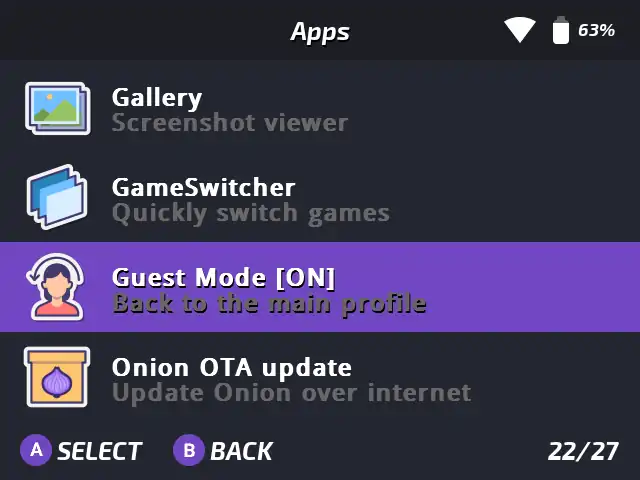 Apps
63%
Gallery
Screenshot viewer
GameSwitcher
Quickly switch games
Guest Mode [ON]
Back to the main profile
Onion OTA update
Update Onion over internet
A SELECT B BACK 22/27